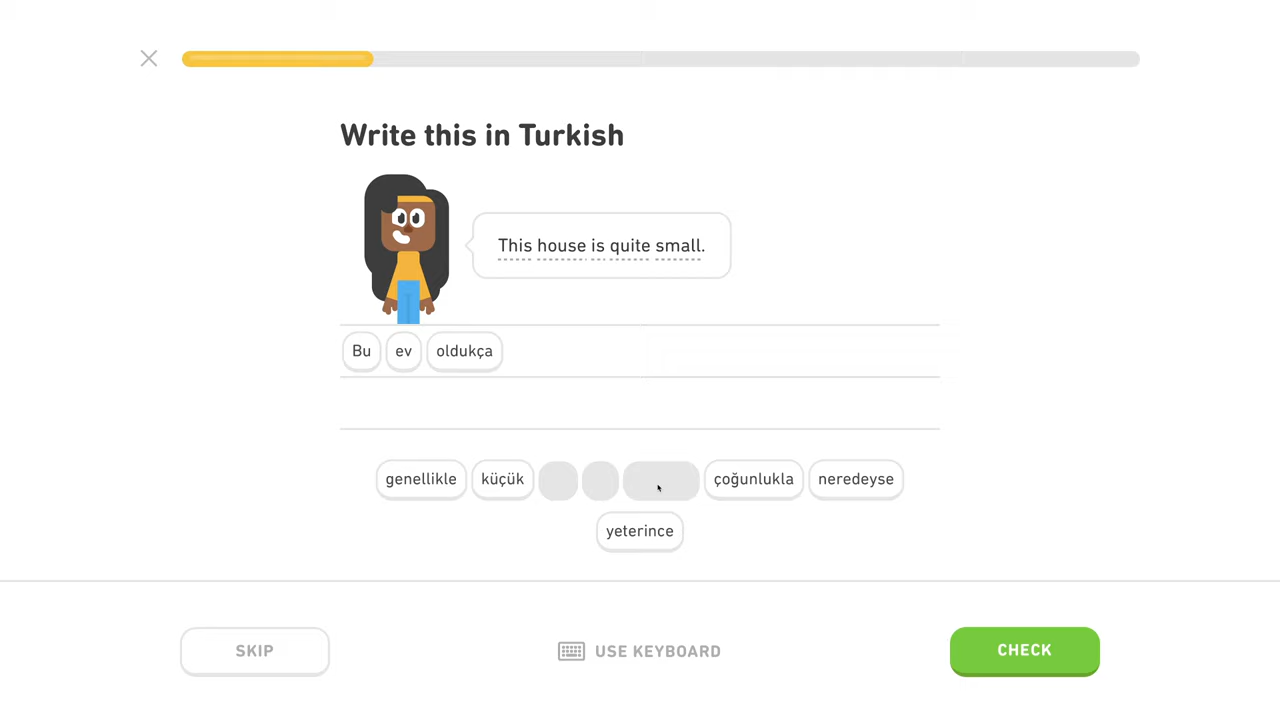 Write this in Turkish
This house is quite small.
Bu ev oldukça
genellikle küçük çoğunlukla neredeyse
yeterince
SKIP USE KEYBOARD CHECK